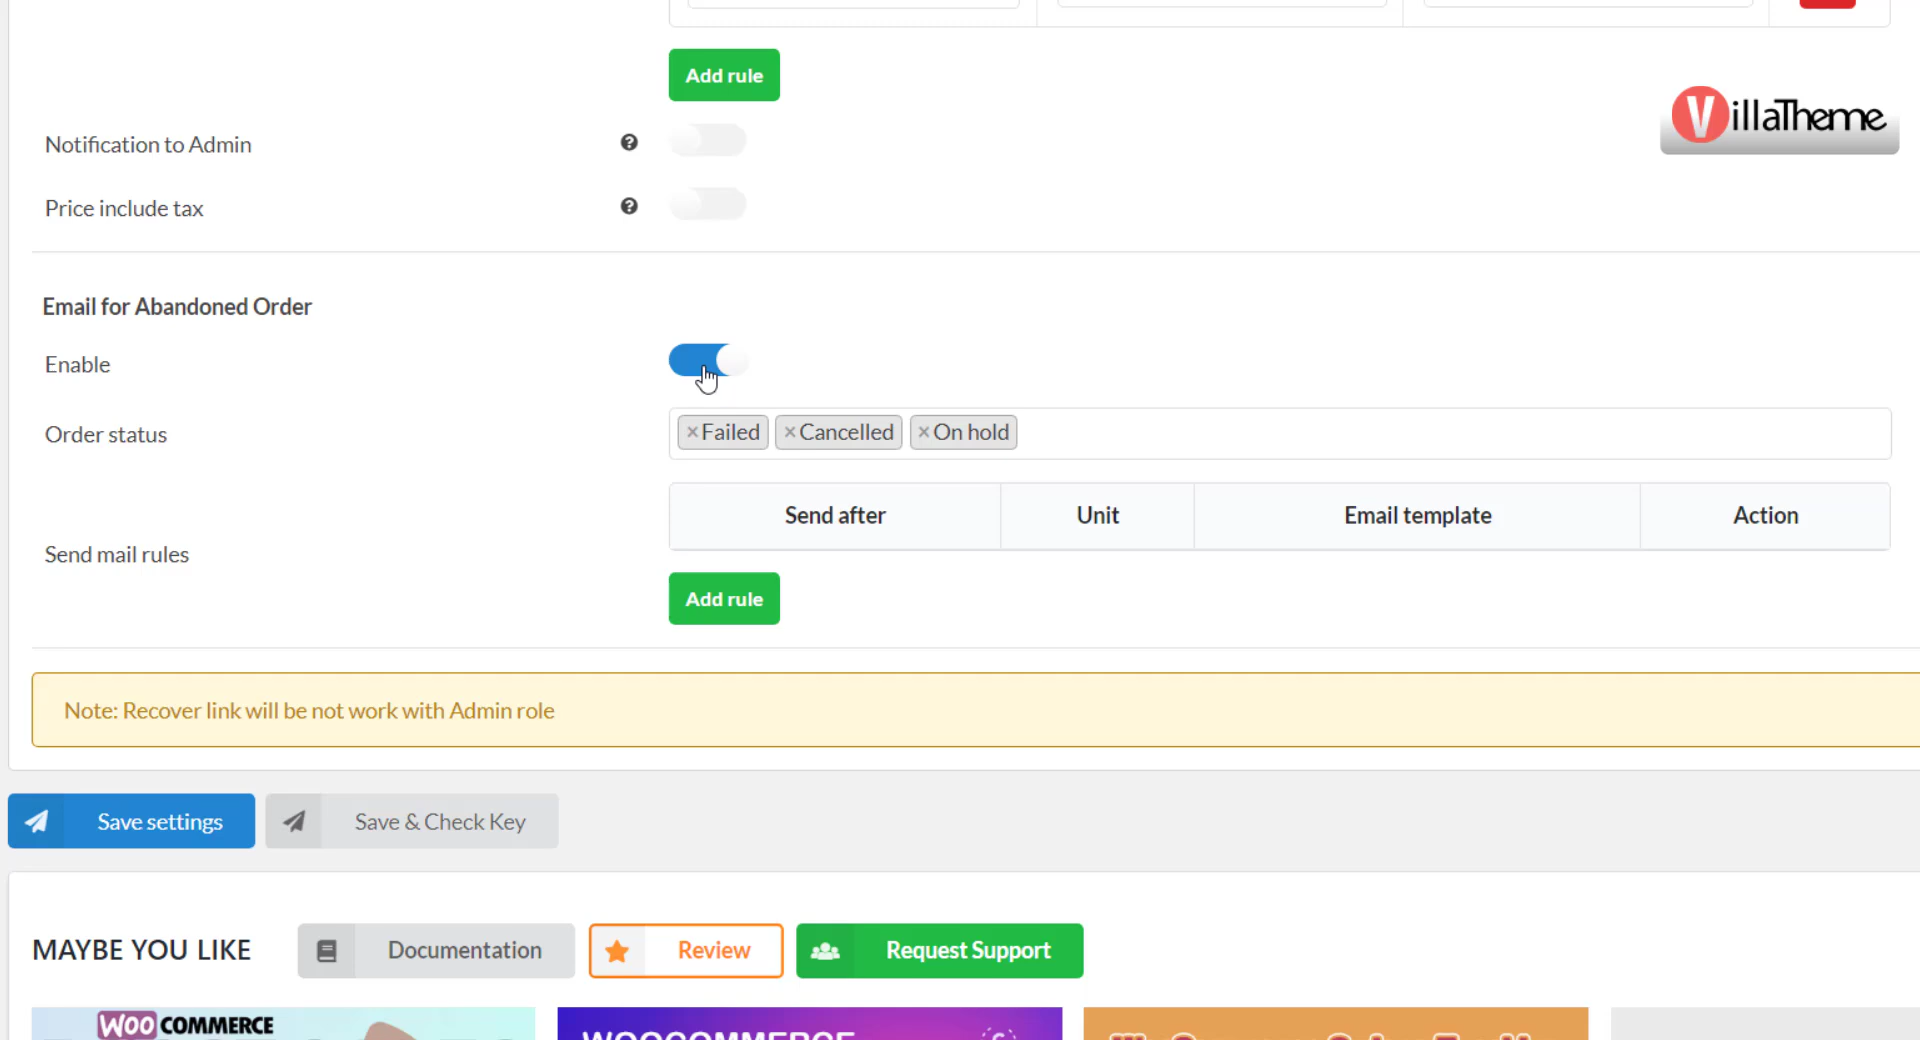 Add rule
VillaTheme
Notification to Admin
Price include tax
Email for Abandoned Order
Enable
Order status
×Failed ×Cancelled ×On hold
Send after Unit Email template Action
Send mail rules
Add rule
Note: Recover link will be not work with Admin role
Save settings Save & Check Key
MAYBE YOU LIKE Documentation Review Request Support
WOO COMMERCE
WOOCOMMERCE